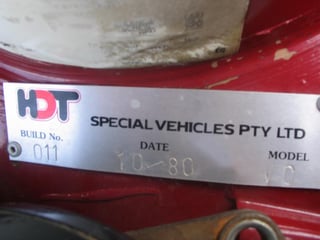 HDT SPECIAL VEHICLES PTY LTD
BUILD No. DATE MODEL
011 10-80